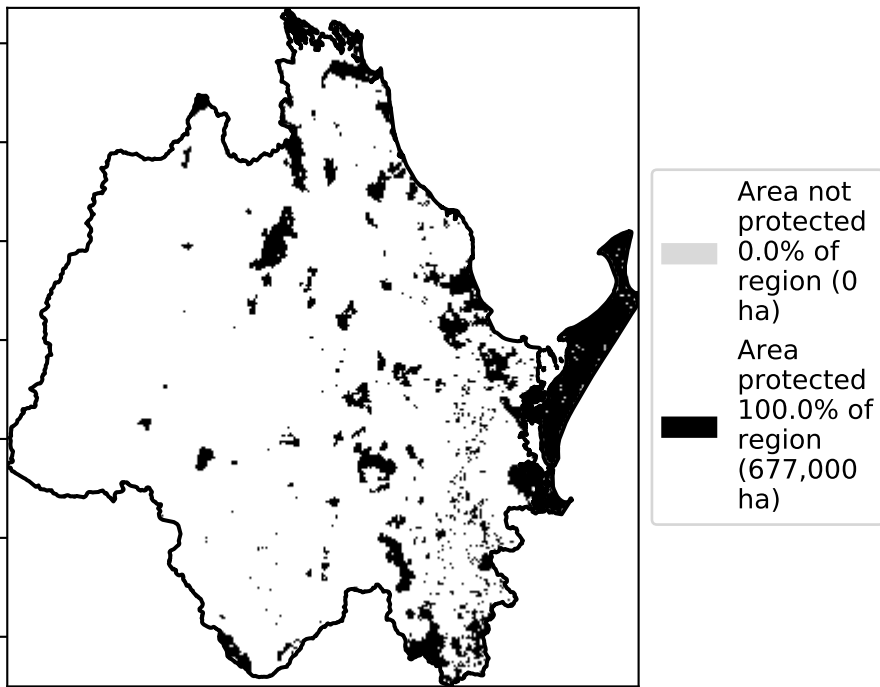 Area not
protected
0.0% of
region (0
ha)
Area
protected
100.0% of
region
(677,000
ha)